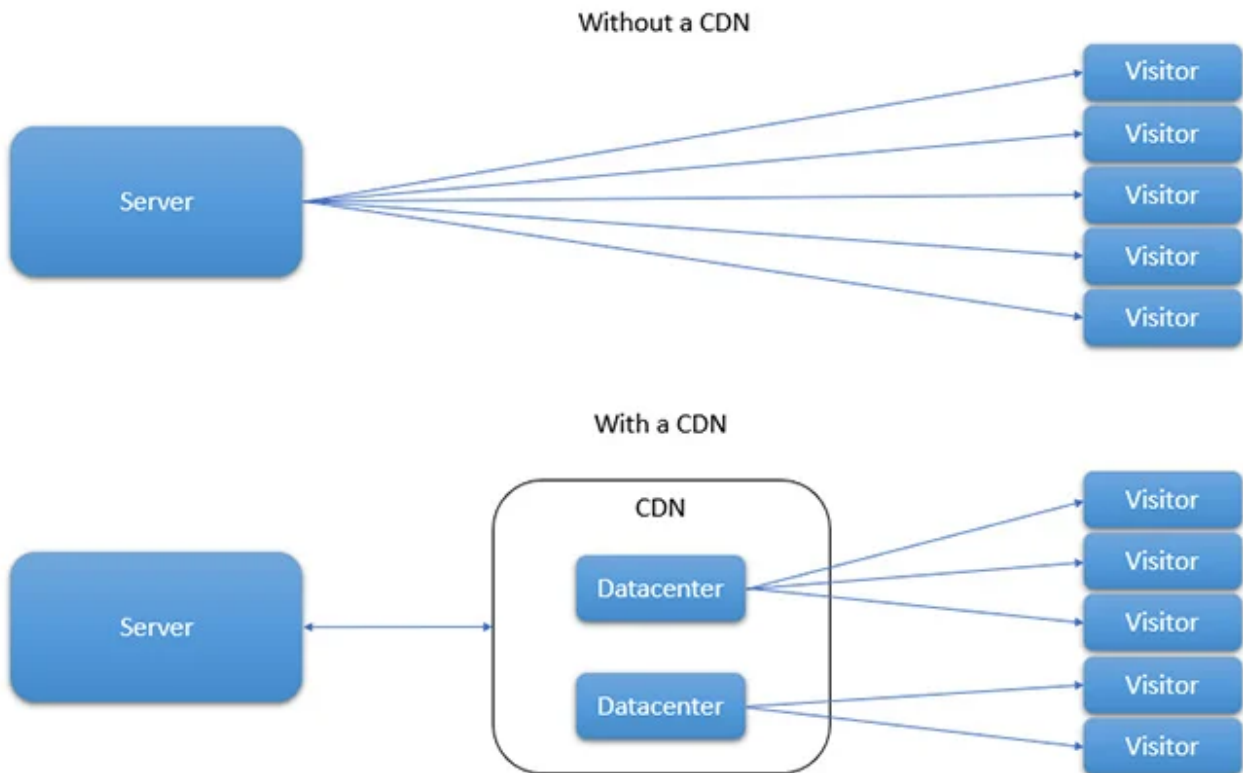 Without a CDN
Visitor
Visitor
Server
Visitor
Visitor
Visitor
With a CDN
Visitor
CDN
Visitor
Datacenter
Server
Visitor
Visitor
Datacenter
Visitor